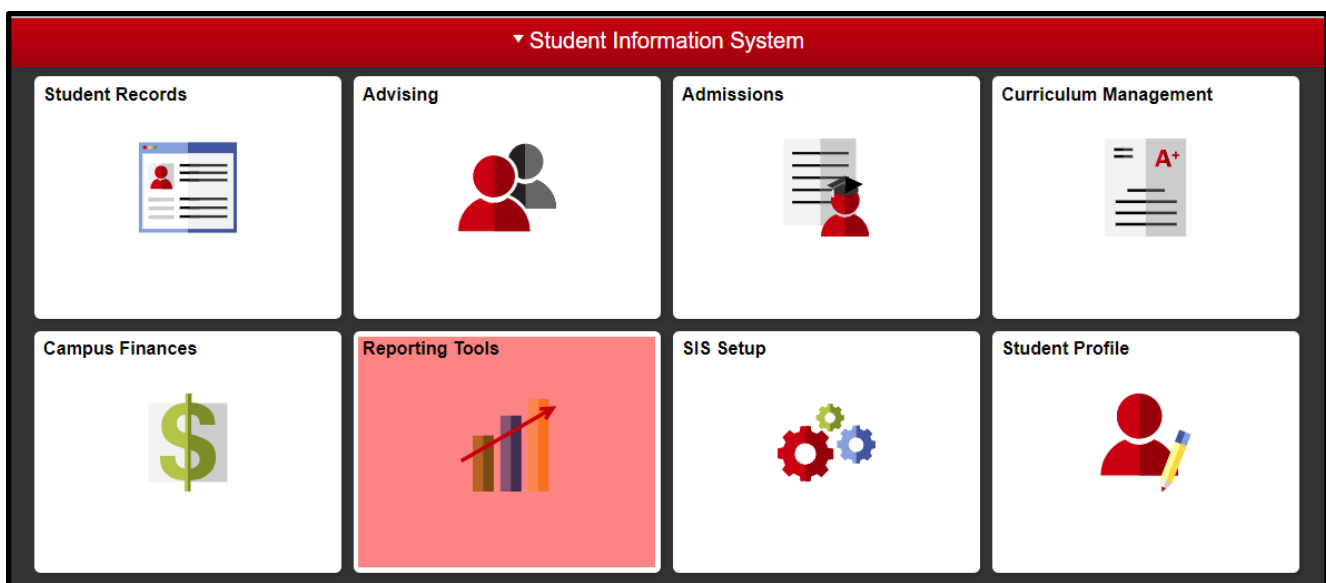 Student Information System
Student Records
Advising
Admissions
Curriculum Management
A+
Campus Finances
Reporting Tools
SIS Setup
Student Profile
$